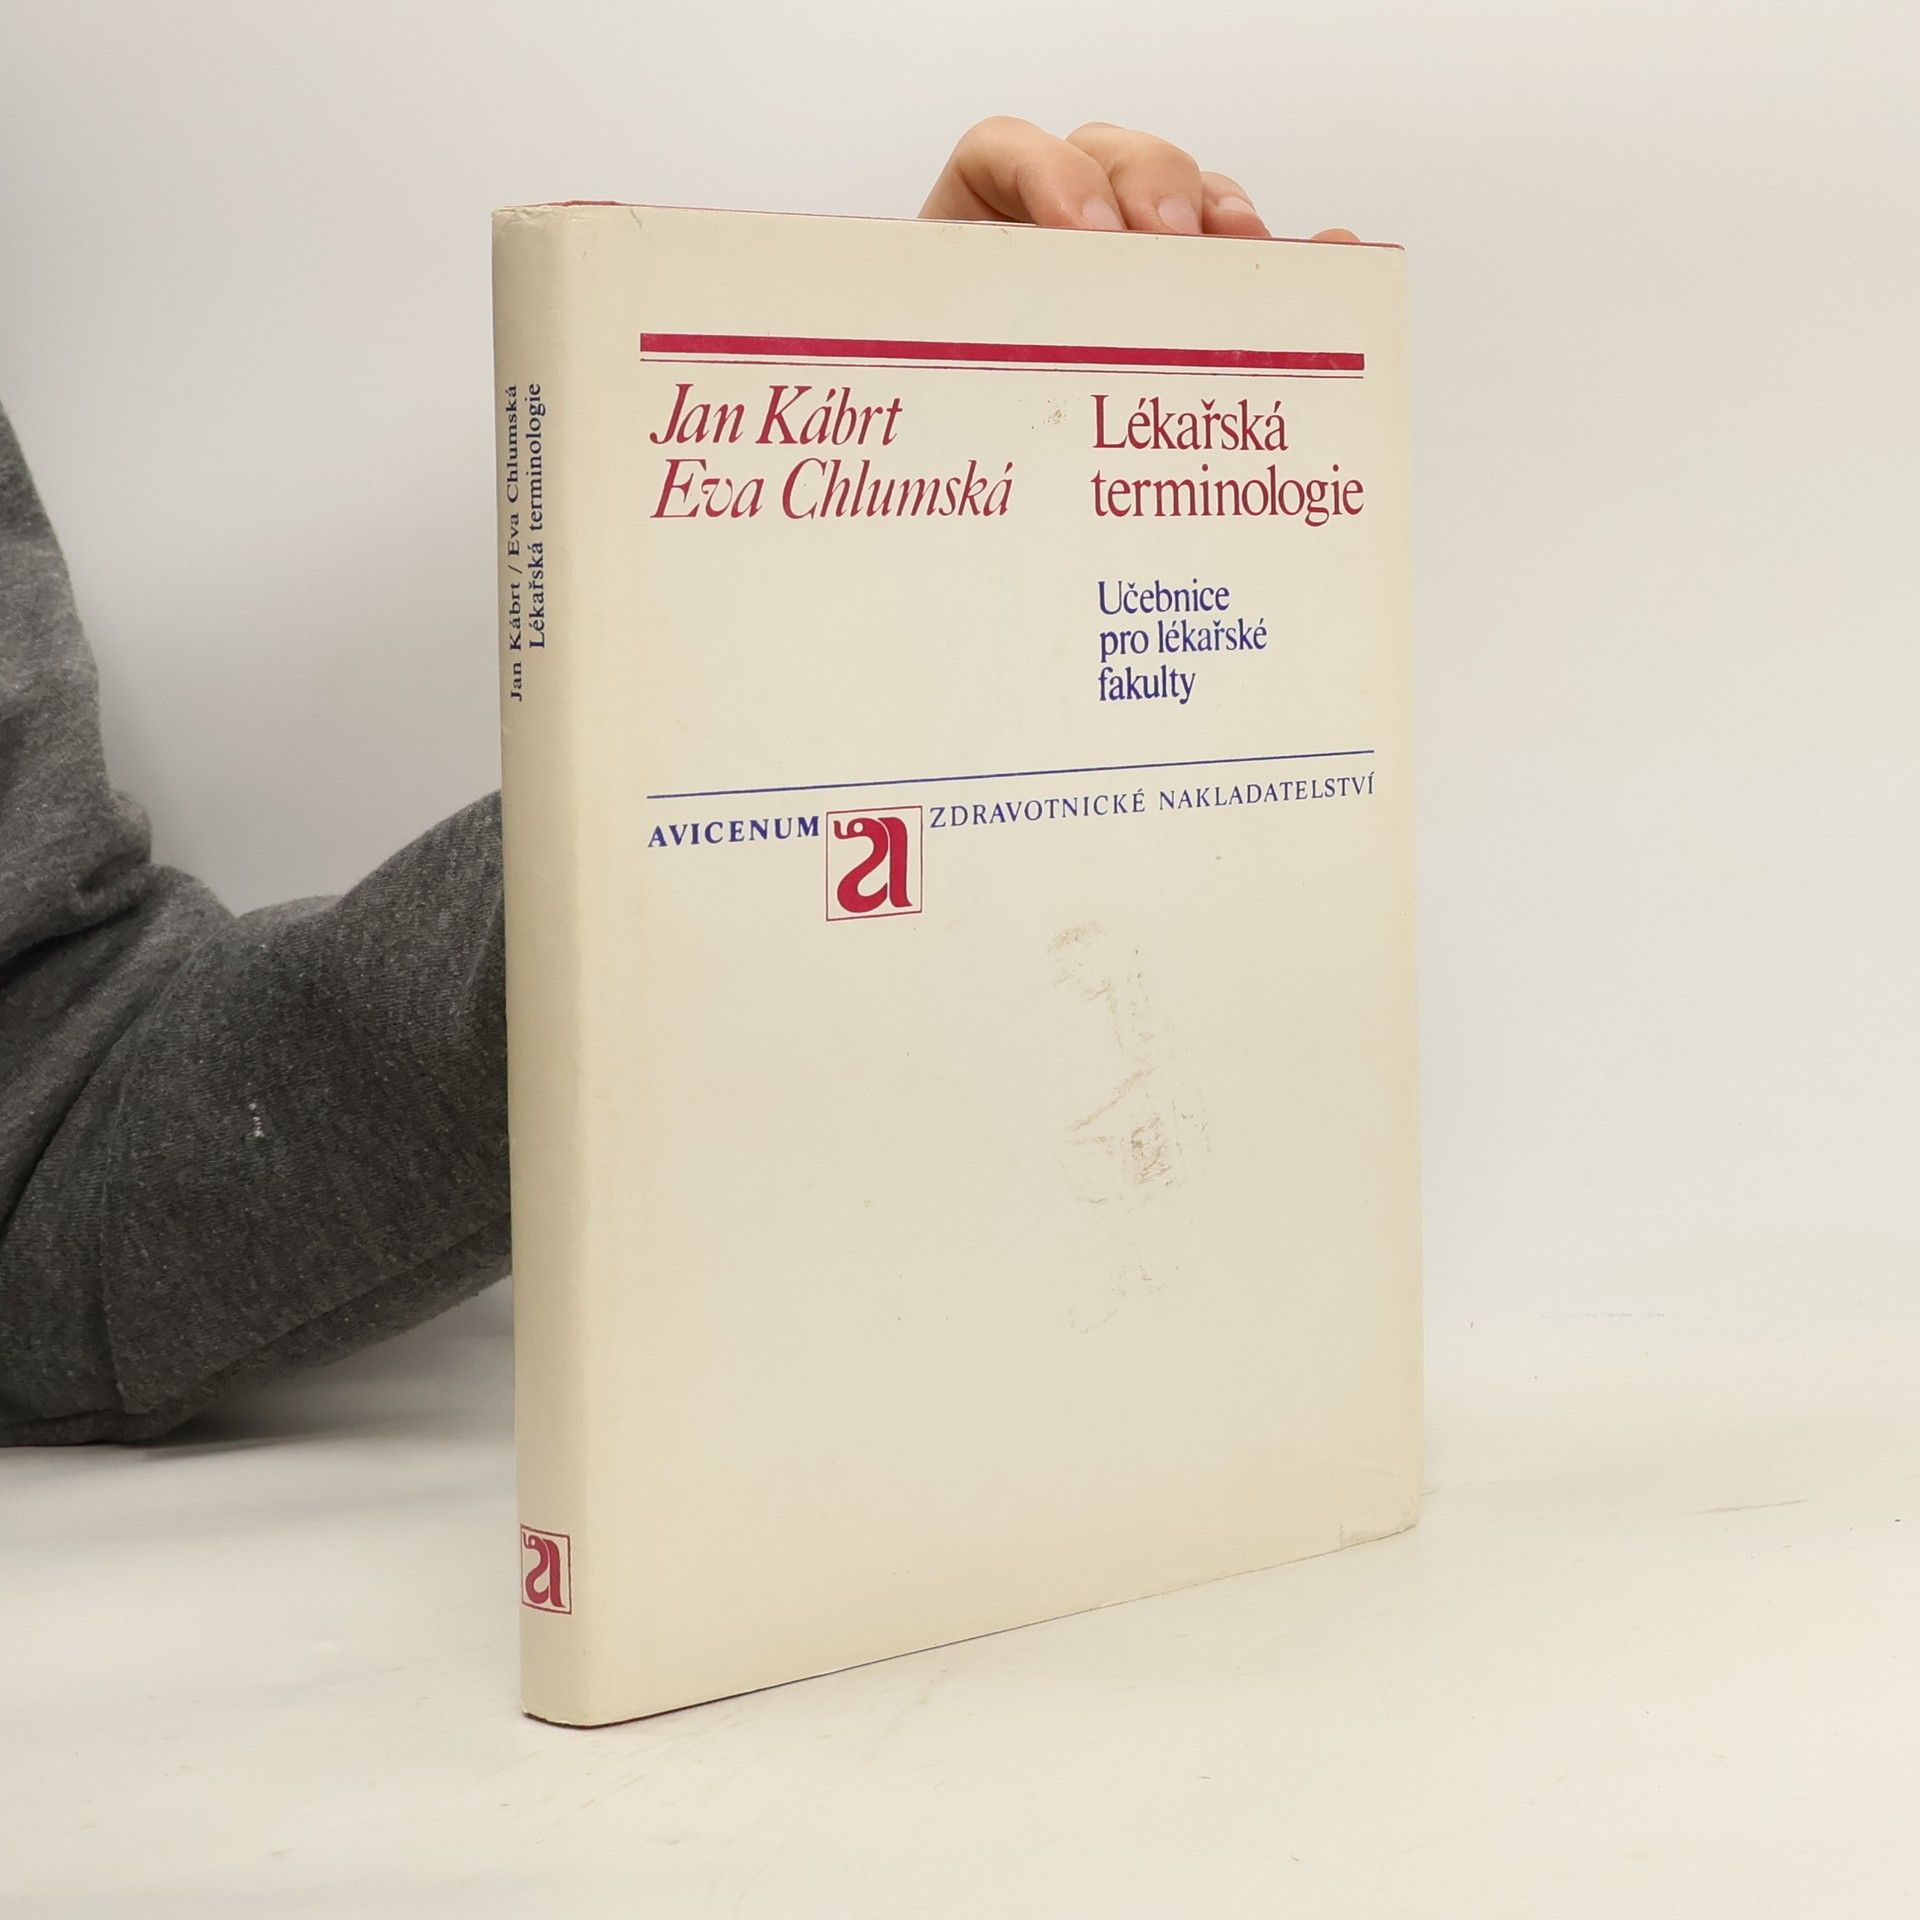 Jan Kábrt / Eva Chlumská
Lékařská terminologie
Jan Kábrt
Eva Chlumská
Lékařská
terminologie
Učebnice
pro lékařské
fakulty
AVICENUM a ZDRAVOTNICKÉ NAKLADATELSTVÍ
a